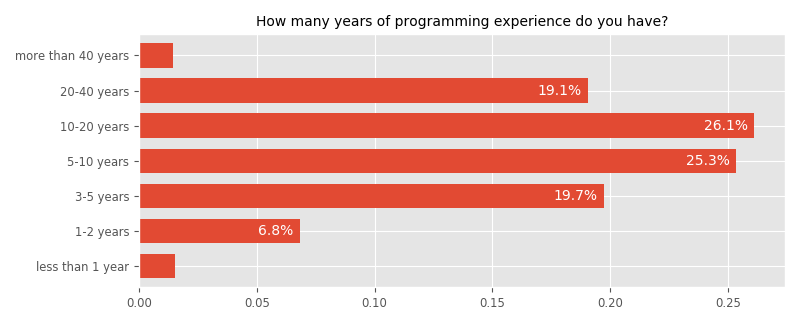 How many years of programming experience do you have?
more than 40 years
20-40 years 19.1%
10-20 years 26.1%
5-10 years 25.3%
3-5 years 19.7%
1-2 years 6.8%
less than 1 year
0.00 0.05 0.10 0.15 0.20 0.25